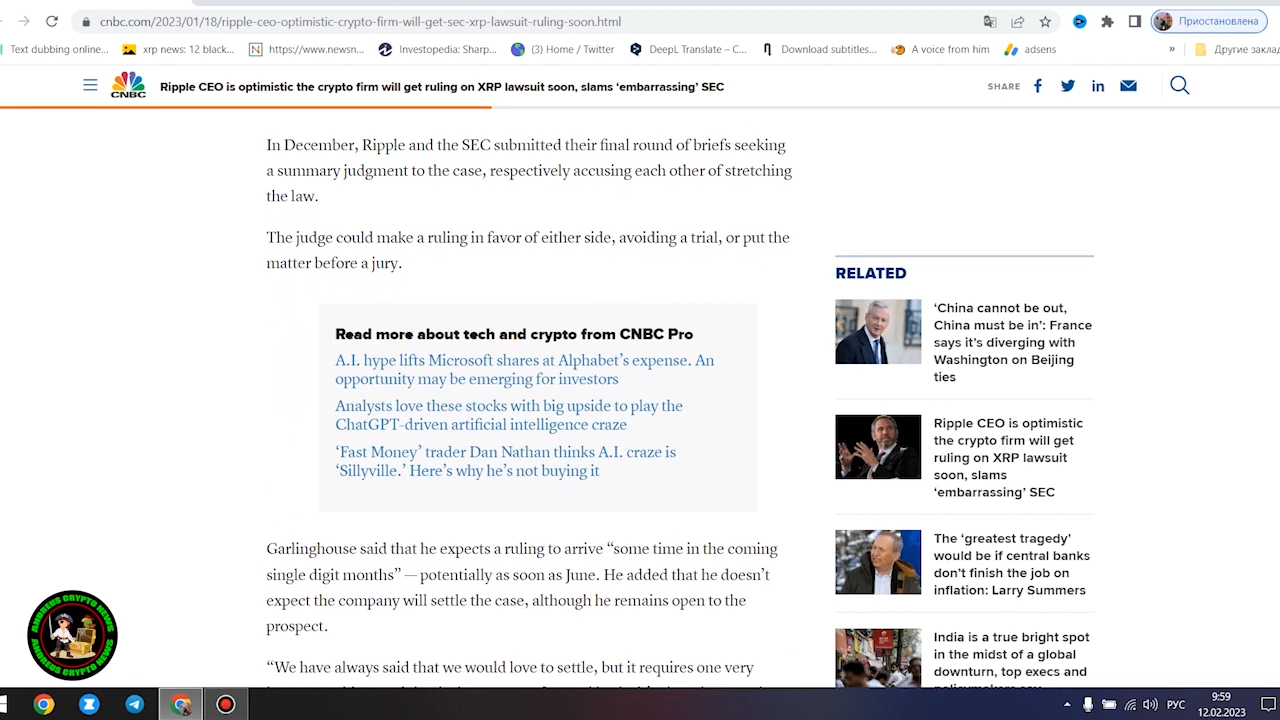 cnbc.com/2023/01/18/ripple-ceo-optimistic-crypto-firm-will-get-sec-xrp-lawsuit-ruling-soon.html
Приостановлена
Text dubbing online...
xrp news: 12 black...
https://www.newsn...
Investopedia: Sharp...
(3) Home / Twitter
DeepL Translate – C...
Download subtitles...
A voice from him
adsens
»
Другие закла
CNBC
Ripple CEO is optimistic the crypto firm will get ruling on XRP lawsuit soon, slams ‘embarrassing’ SEC
SHARE
In December, Ripple and the SEC submitted their final round of briefs seeking
a summary judgment to the case, respectively accusing each other of stretching
the law.
The judge could make a ruling in favor of either side, avoiding a trial, or put the
matter before a jury.
Read more about tech and crypto from CNBC Pro
A.I. hype lifts Microsoft shares at Alphabet’s expense. An
opportunity may be emerging for investors
Analysts love these stocks with big upside to play the
ChatGPT-driven artificial intelligence craze
‘Fast Money’ trader Dan Nathan thinks A.I. craze is
‘Sillyville.’ Here’s why he’s not buying it
Garlinghouse said that he expects a ruling to arrive “some time in the coming
single digit months” — potentially as soon as June. He added that he doesn’t
expect the company will settle the case, although he remains open to the
prospect.
“We have always said that we would love to settle, but it requires one very
RELATED
‘China cannot be out,
China must be in’: France
says it’s diverging with
Washington on Beijing
ties
Ripple CEO is optimistic
the crypto firm will get
ruling on XRP lawsuit
soon, slams
‘embarrassing’ SEC
The ‘greatest tragedy’
would be if central banks
don’t finish the job on
inflation: Larry Summers
India is a true bright spot
in the midst of a global
downturn, top execs and
ANDREUS CRYPTO NEWS
ANDREUS CRYPTO NEWS
РУС
9:59
12.02.2023